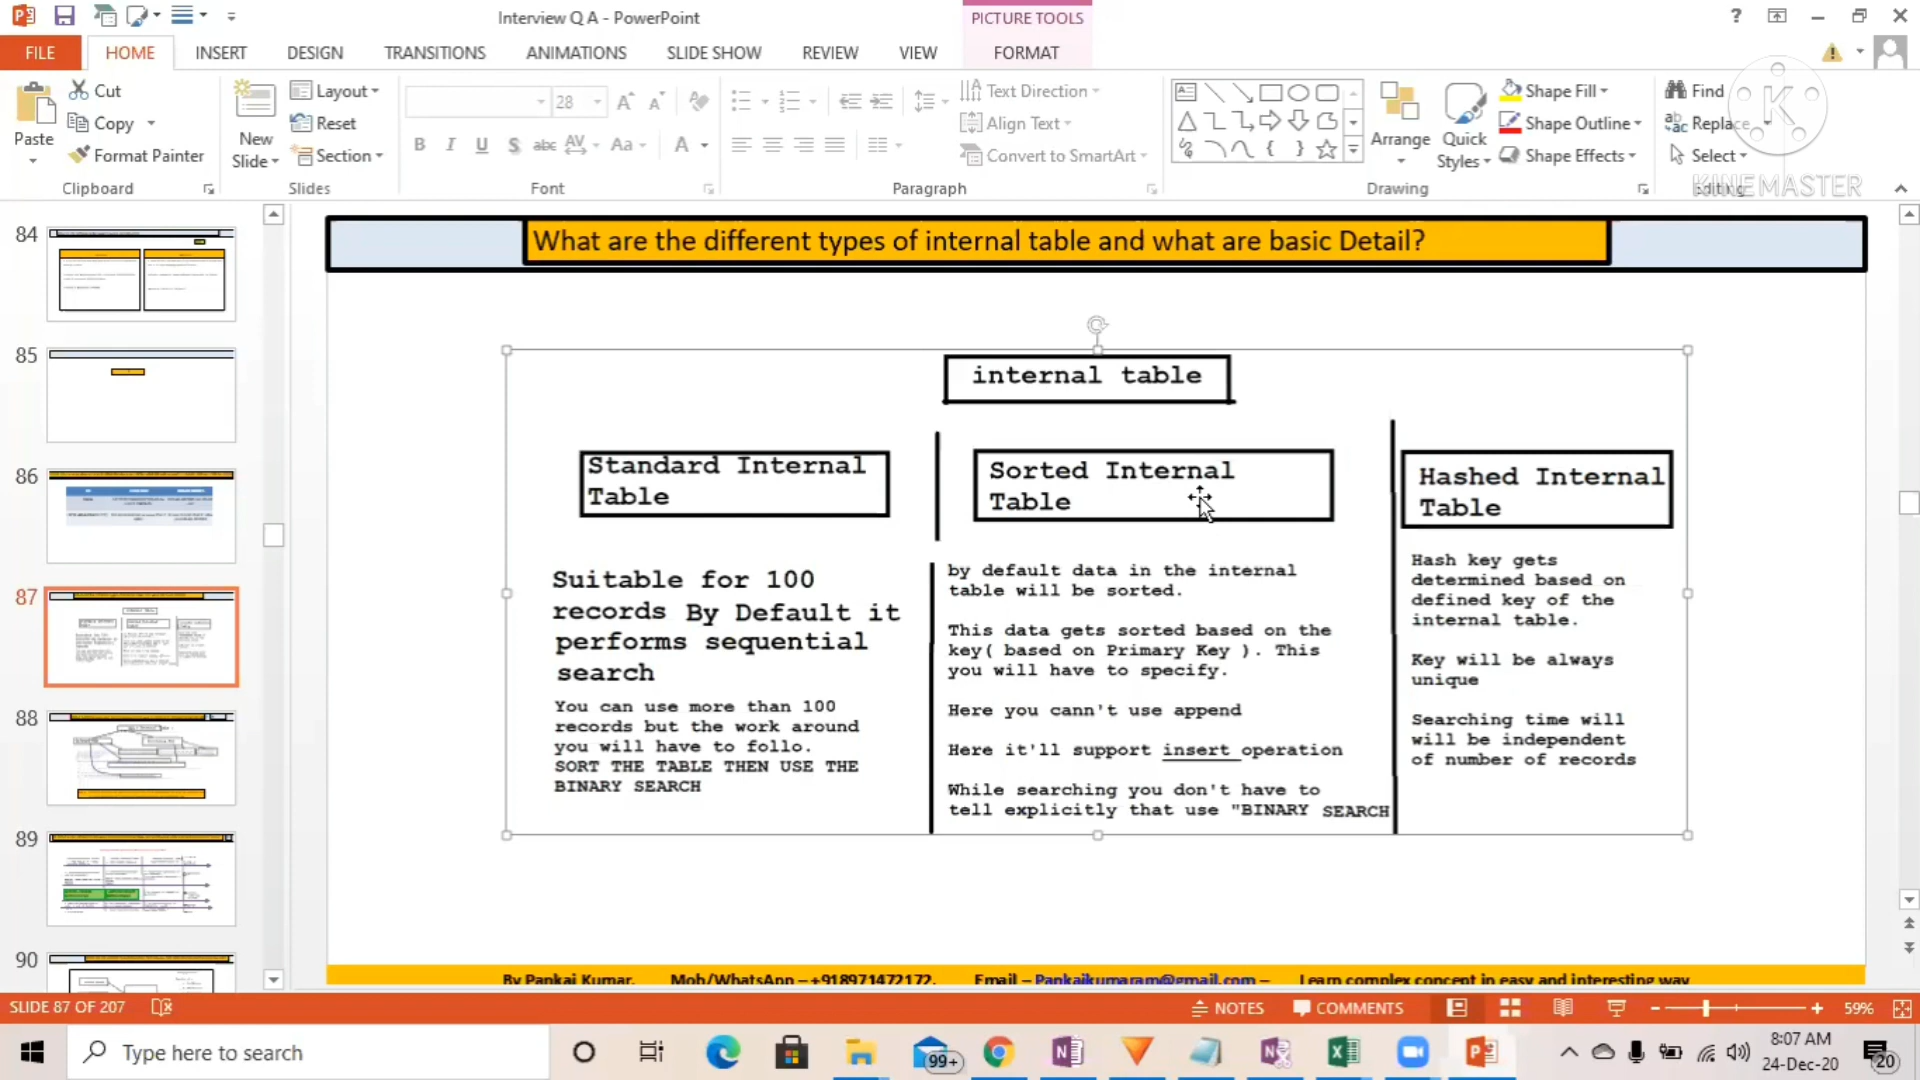 Interview Q A - PowerPoint
PICTURE TOOLS
?
FILE
HOME
INSERT
DESIGN
TRANSITIONS
ANIMATIONS
SLIDE SHOW
REVIEW
VIEW
FORMAT
Paste
Cut
Copy
Format Painter
Clipboard
New
Slide
Layout
Reset
Section
Slides
28
Font
Paragraph
Text Direction
Align Text
Convert to SmartArt
Arrange
Quick
Styles
Shape Fill
Shape Outline
Shape Effects
Drawing
Find
Replace
Select
Editing
KINEMASTER
84
85
86
87
88
89
90
What are the different types of internal table and what are basic Detail?
internal table
Standard Internal
Table
Suitable for 100
records By Default it
performs sequential
search
You can use more than 100
records but the work around
you will have to follo.
SORT THE TABLE THEN USE THE
BINARY SEARCH
Sorted Internal
Table
by default data in the internal
table will be sorted.
This data gets sorted based on the
key( based on Primary Key ). This
you will have to specify.
Here you cann't use append
Here it'll support insert operation
While searching you don't have to
tell explicitly that use "BINARY SEARCH
Hashed Internal
Table
Hash key gets
determined based on
defined key of the
internal table.
Key will be always
unique
Searching time will
will be independent
of number of records
By Pankaj Kumar, Mob/WhatsApp – +918971472172, Email – Pankajkumaram@gmail.com – Learn complex concept in easy and interesting way
SLIDE 87 OF 207
NOTES
COMMENTS
59%
Type here to search
99+
8:07 AM
24-Dec-20
20